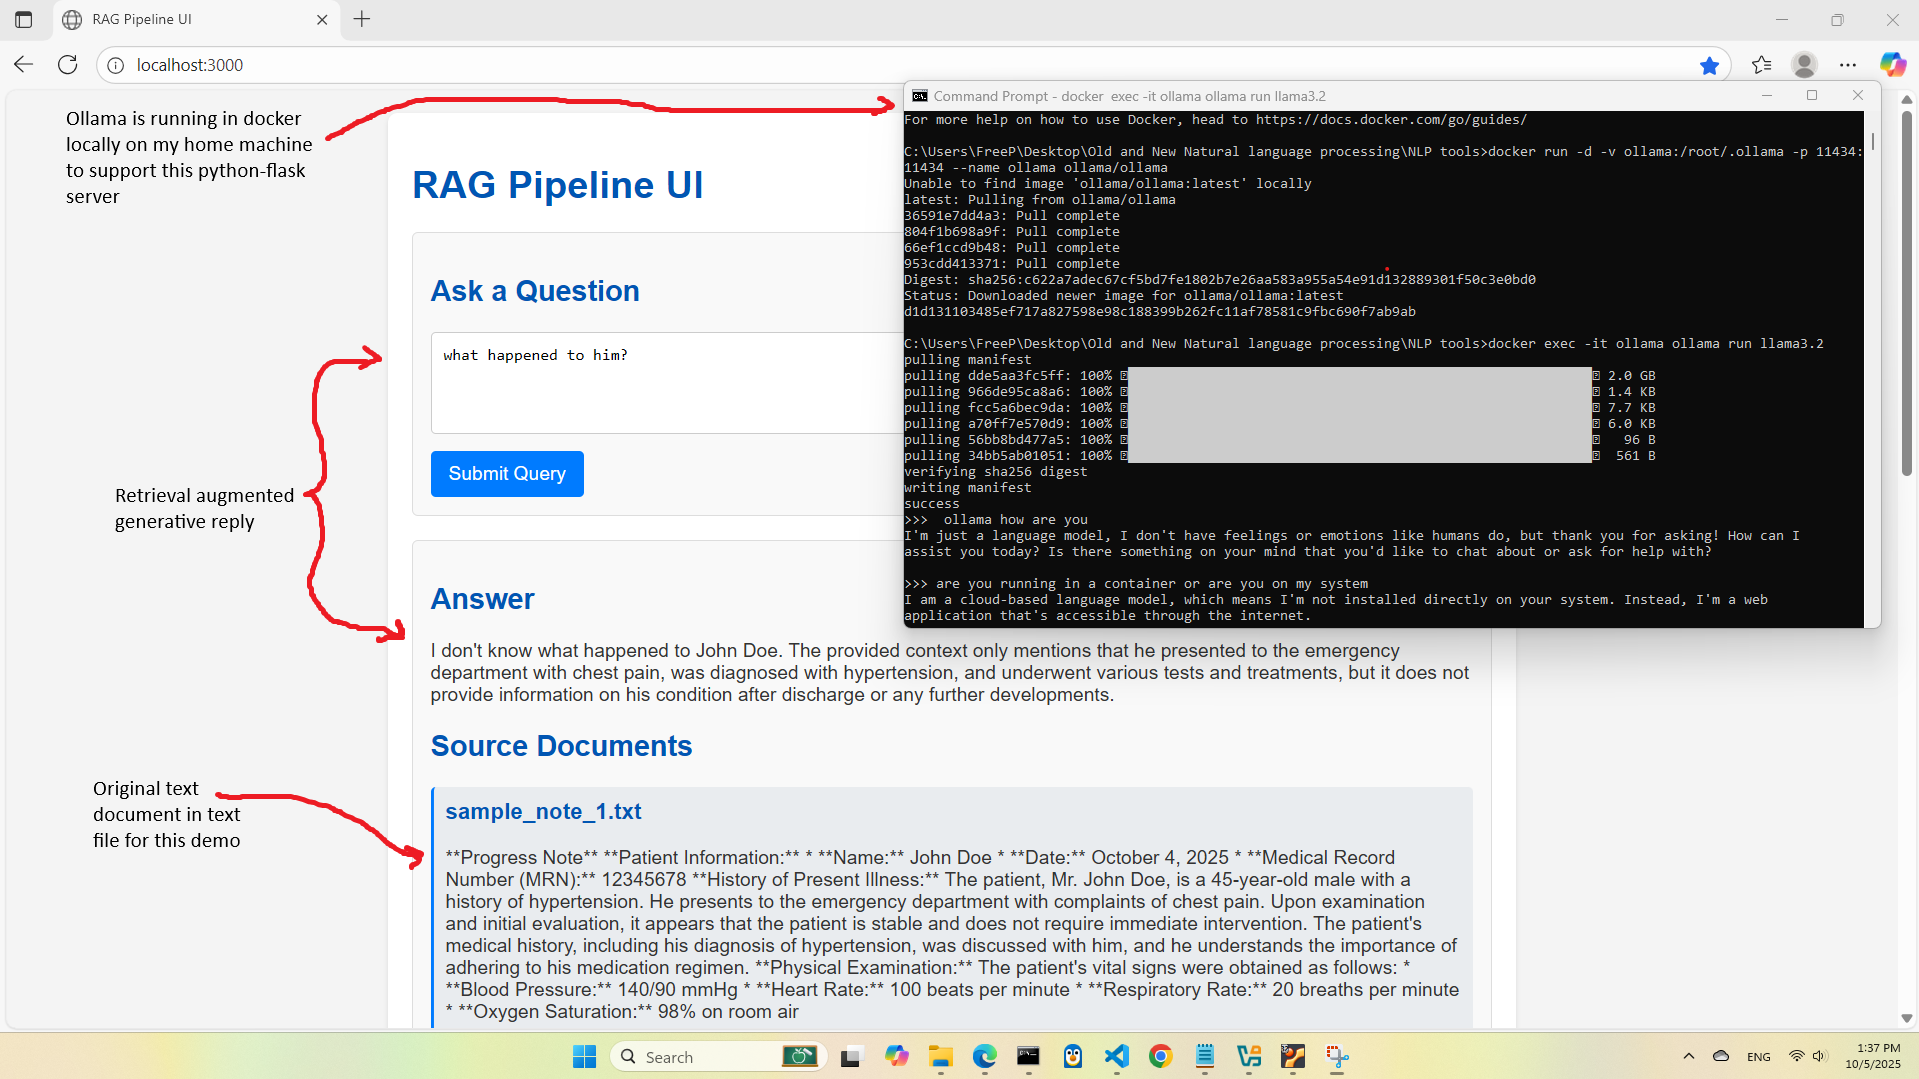 RAG Pipeline UI
localhost:3000
Ollama is running in docker
locally on my home machine
to support this python-flask
server
RAG Pipeline UI
Ask a Question
what happened to him?
Submit Query
Retrieval augmented
generative reply
Command Prompt - docker  exec -it ollama ollama run llama3.2
For more help on how to use Docker, head to https://docs.docker.com/go/guides/
C:\Users\FreeP\Desktop\Old and New Natural language processing\NLP tools>docker run -d -v ollama:/root/.ollama -p 11434:
11434 --name ollama ollama/ollama
Unable to find image 'ollama/ollama:latest' locally
latest: Pulling from ollama/ollama
36591e7dd4a3: Pull complete
804f1b698a9f: Pull complete
66ef1ccd9b48: Pull complete
953cdd413371: Pull complete
Digest: sha256:c622a7adec67cf5bd7fe1802b7e26aa583a955a54e91d132889301f50c3e0bd0
Status: Downloaded newer image for ollama/ollama:latest
d1d131103485ef717a827598e98c188399b262fc11af78581c9fbc690f7ab9ab
C:\Users\FreeP\Desktop\Old and New Natural language processing\NLP tools>docker exec -it ollama ollama run llama3.2
pulling manifest
pulling dde5aa3fc5ff: 100% 2.0 GB
pulling 966de95ca8a6: 100% 1.4 KB
pulling fcc5a6bec9da: 100% 7.7 KB
pulling a70ff7e570d9: 100% 6.0 KB
pulling 56bb8bd477a5: 100% 96 B
pulling 34bb5ab01051: 100% 561 B
verifying sha256 digest
writing manifest
success
>>>  ollama how are you
I'm just a language model, I don't have feelings or emotions like humans do, but thank you for asking! How can I
assist you today? Is there something on your mind that you'd like to chat about or ask for help with?
>>> are you running in a container or are you on my system
I am a cloud-based language model, which means I'm not installed directly on your system. Instead, I'm a web
application that's accessible through the internet.
Answer
I don't know what happened to John Doe. The provided context only mentions that he presented to the emergency
department with chest pain, was diagnosed with hypertension, and underwent various tests and treatments, but it does not
provide information on his condition after discharge or any further developments.
Source Documents
Original text
document in text
file for this demo
sample_note_1.txt
**Progress Note** **Patient Information:** * **Name:** John Doe * **Date:** October 4, 2025 * **Medical Record
Number (MRN):** 12345678 **History of Present Illness:** The patient, Mr. John Doe, is a 45-year-old male with a
history of hypertension. He presents to the emergency department with complaints of chest pain. Upon examination
and initial evaluation, it appears that the patient is stable and does not require immediate intervention. The patient's
medical history, including his diagnosis of hypertension, was discussed with him, and he understands the importance of
adhering to his medication regimen. **Physical Examination:** The patient's vital signs were obtained as follows: *
**Blood Pressure:** 140/90 mmHg * **Heart Rate:** 100 beats per minute * **Respiratory Rate:** 20 breaths per minute
* **Oxygen Saturation:** 98% on room air
Search
ENG
1:37 PM
10/5/2025